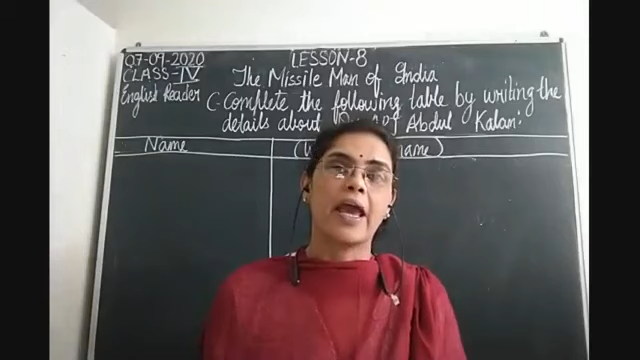 07-09-2020
LESSON-8
CLASS-IV
The Missile Man of India
English Reader
C-Complete the following table by writing the
details about Abdul Kalam:
Name
name)